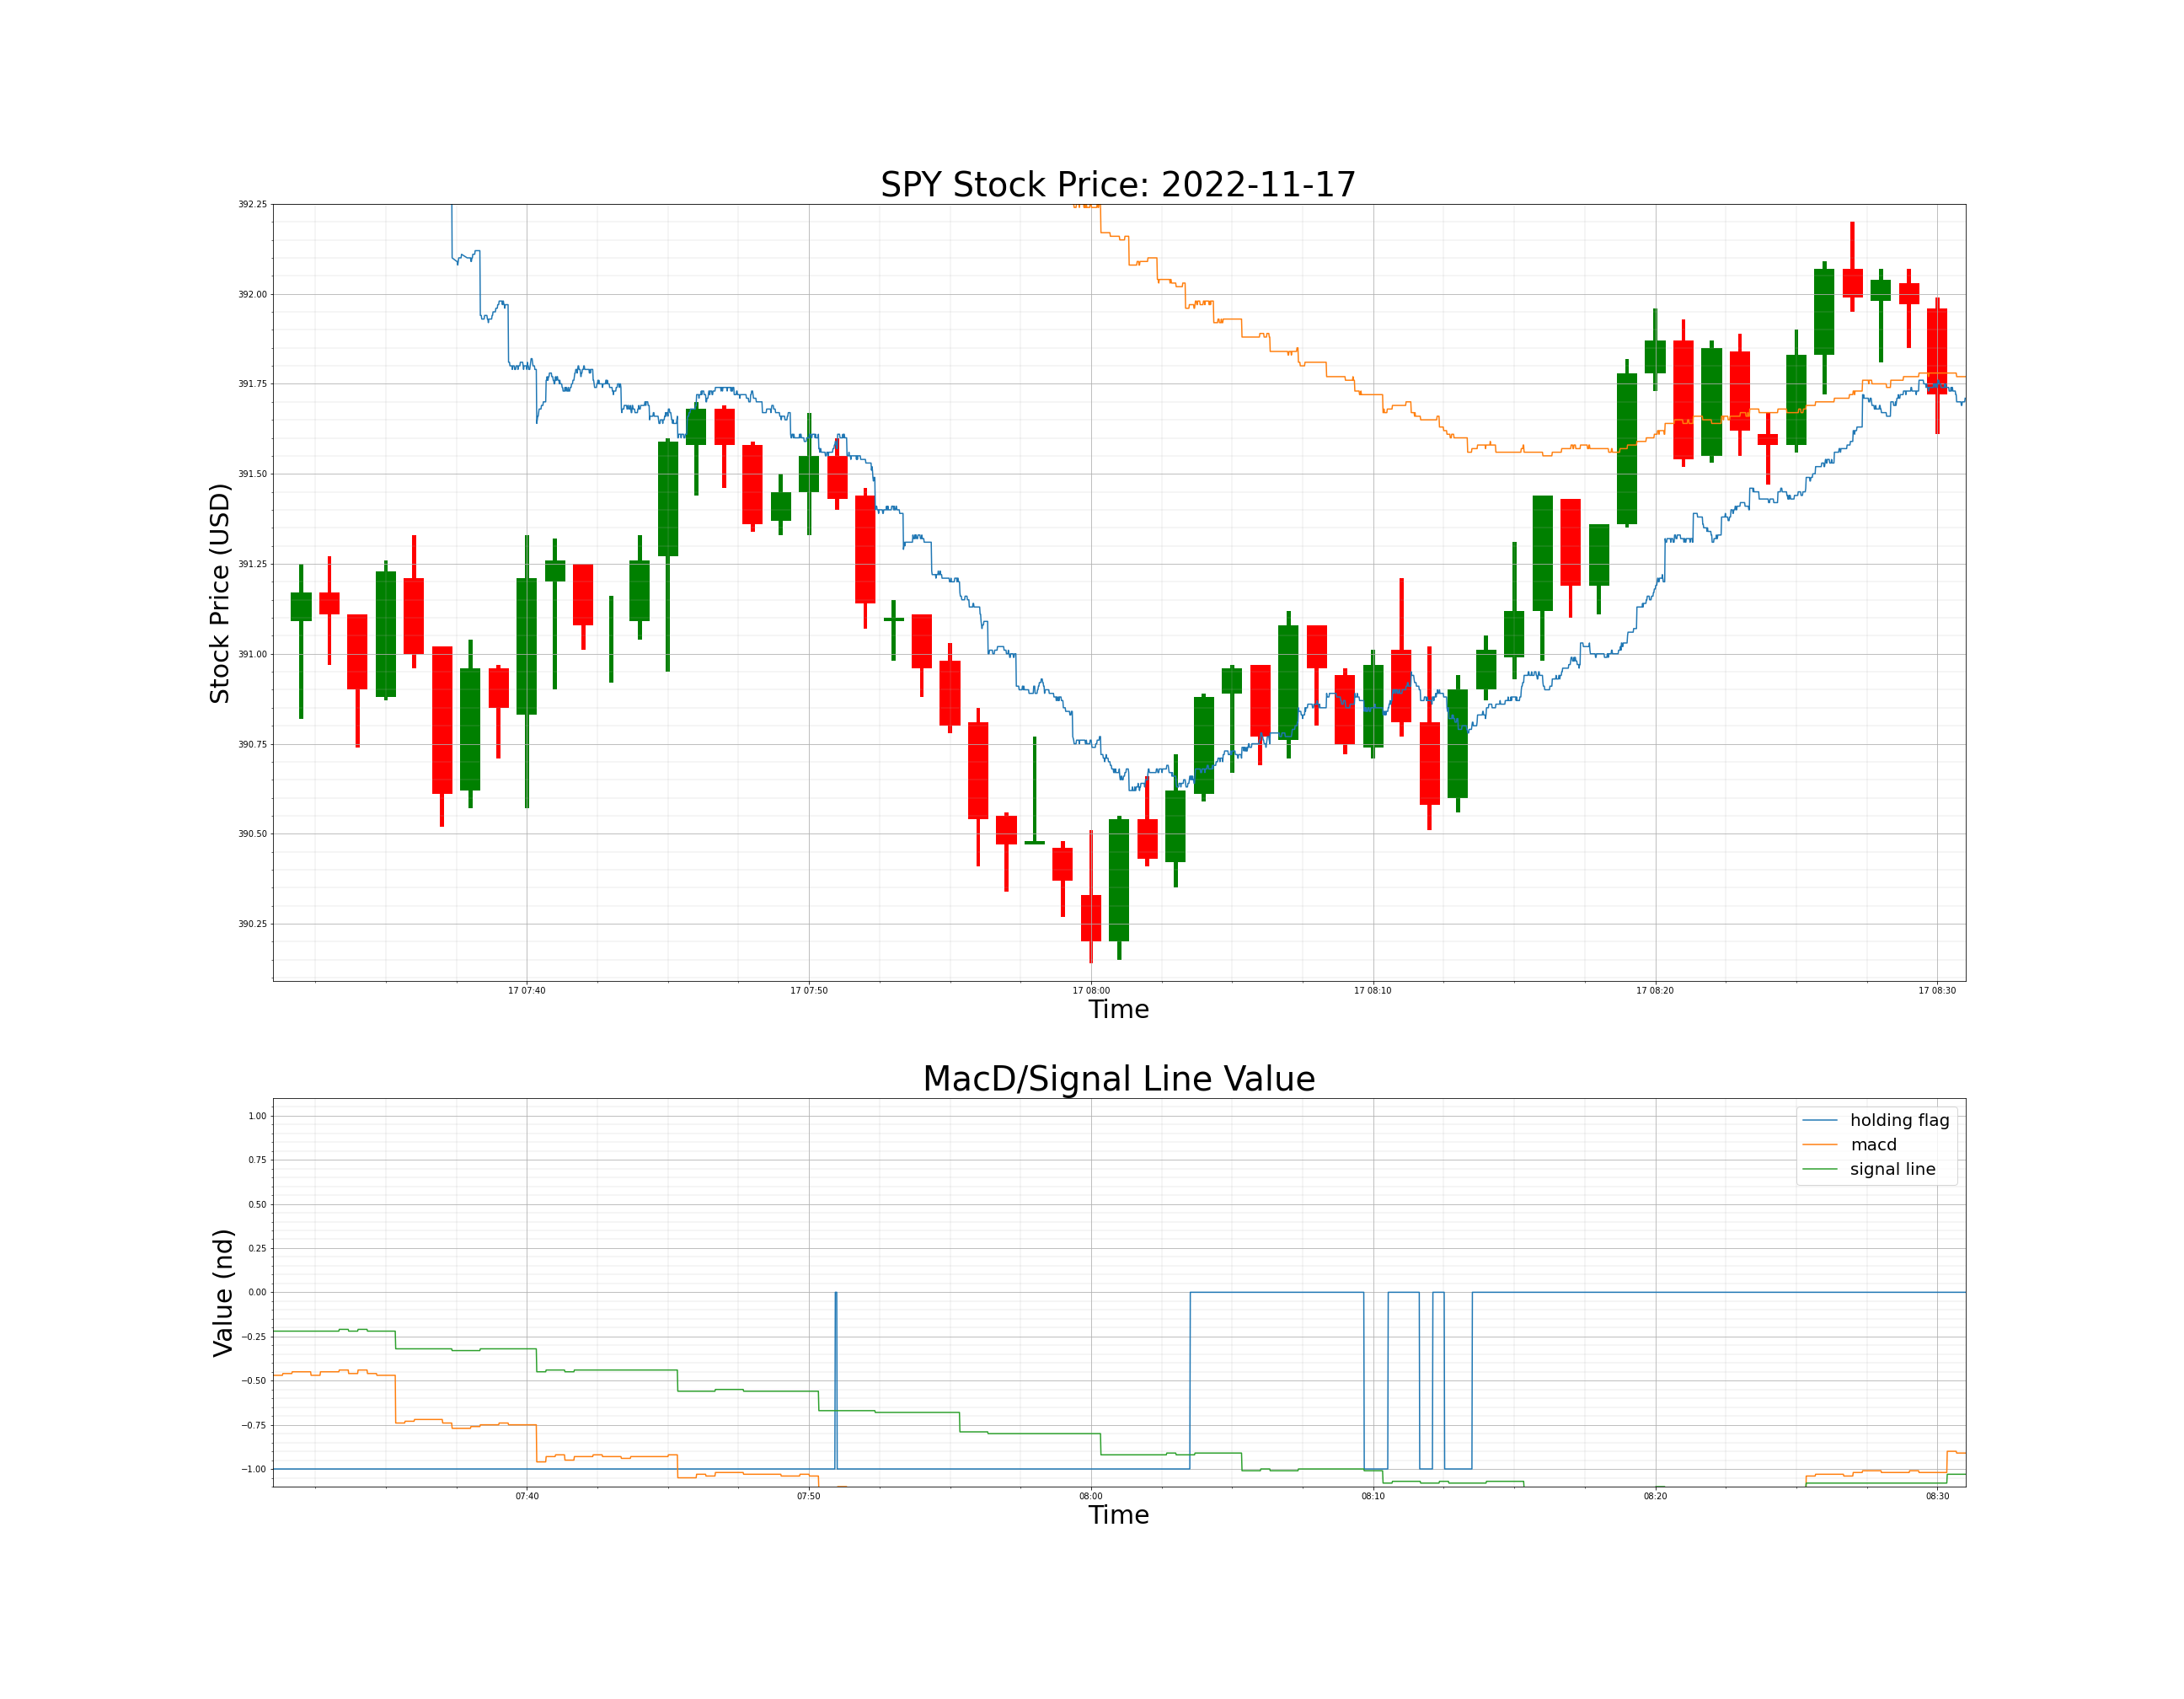 SPY Stock Price: 2022-11-17
392.25
392.00
391.75
391.50
391.25
391.00
390.75
390.50
390.25
Stock Price (USD)
17 07:40 17 07:50 17 08:00 17 08:10 17 08:20 17 08:30
Time
MacD/Signal Line Value
1.00
0.75
0.50
0.25
0.00
−0.25
−0.50
−0.75
−1.00
Value (nd)
holding flag
macd
signal line
07:40 07:50 08:00 08:10 08:20 08:30
Time